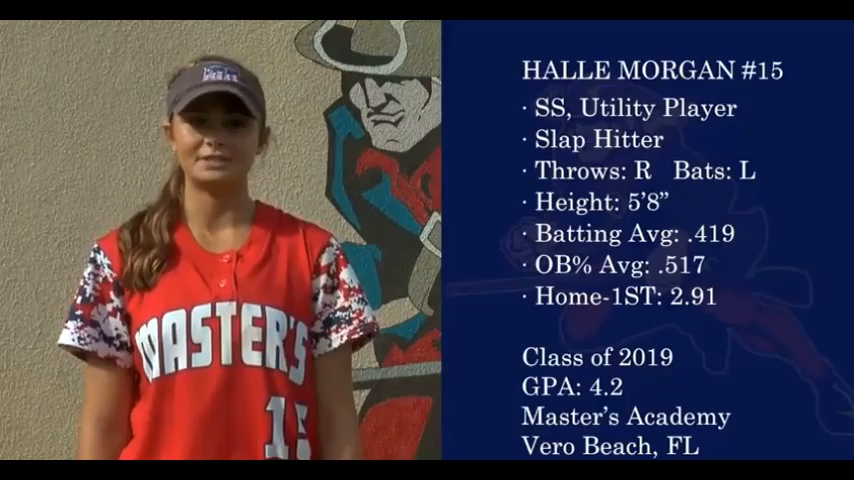 HALLE MORGAN #15
· SS, Utility Player
· Slap Hitter
· Throws: R Bats: L
· Height: 5’8”
· Batting Avg: .419
· OB% Avg: .517
· Home-1ST: 2.91
Class of 2019
GPA: 4.2
Master’s Academy
Vero Beach, FL
MASTER'S
15